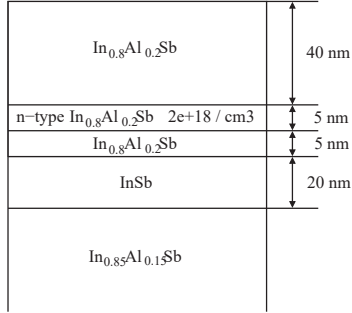 In0.8Al0.2Sb
40 nm
n−type In0.8Al0.2Sb 2e+18 / cm3
5 nm
In0.8Al0.2Sb
5 nm
InSb
20 nm
In0.85Al0.15Sb